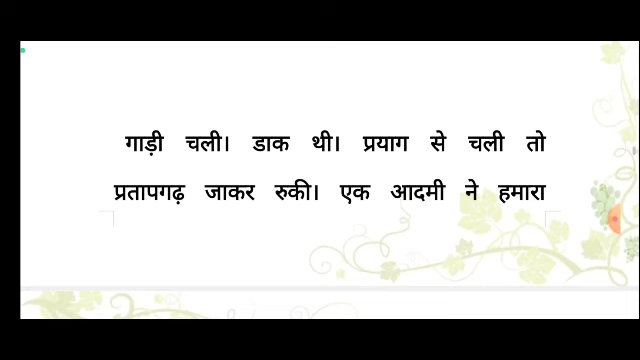 गाड़ी चली। डाक थी। प्रयाग से चली तो
प्रतापगढ़ जाकर रुकी। एक आदमी ने हमारा